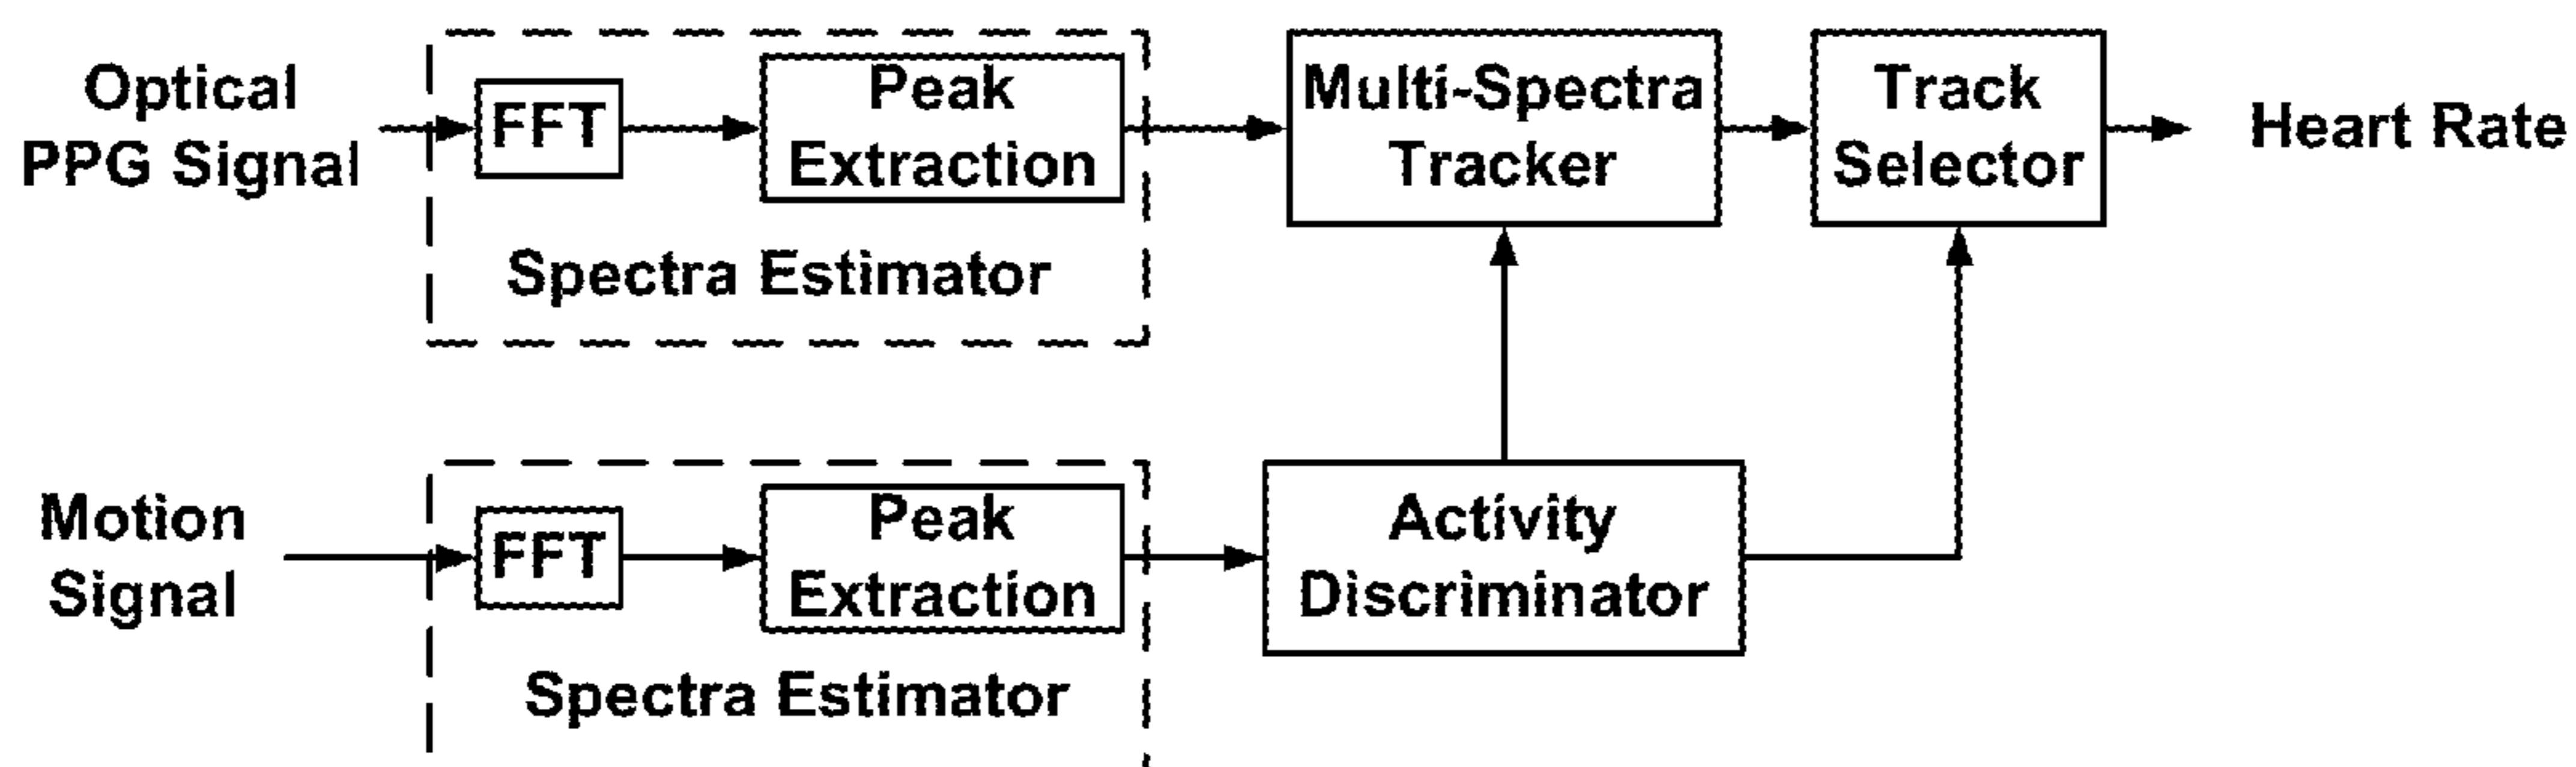 Optical
PPG Signal
FFT
Peak
Extraction
Spectra Estimator
Multi-Spectra
Tracker
Track
Selector
Heart Rate
Motion
Signal
FFT
Peak
Extraction
Spectra Estimator
Activity
Discriminator